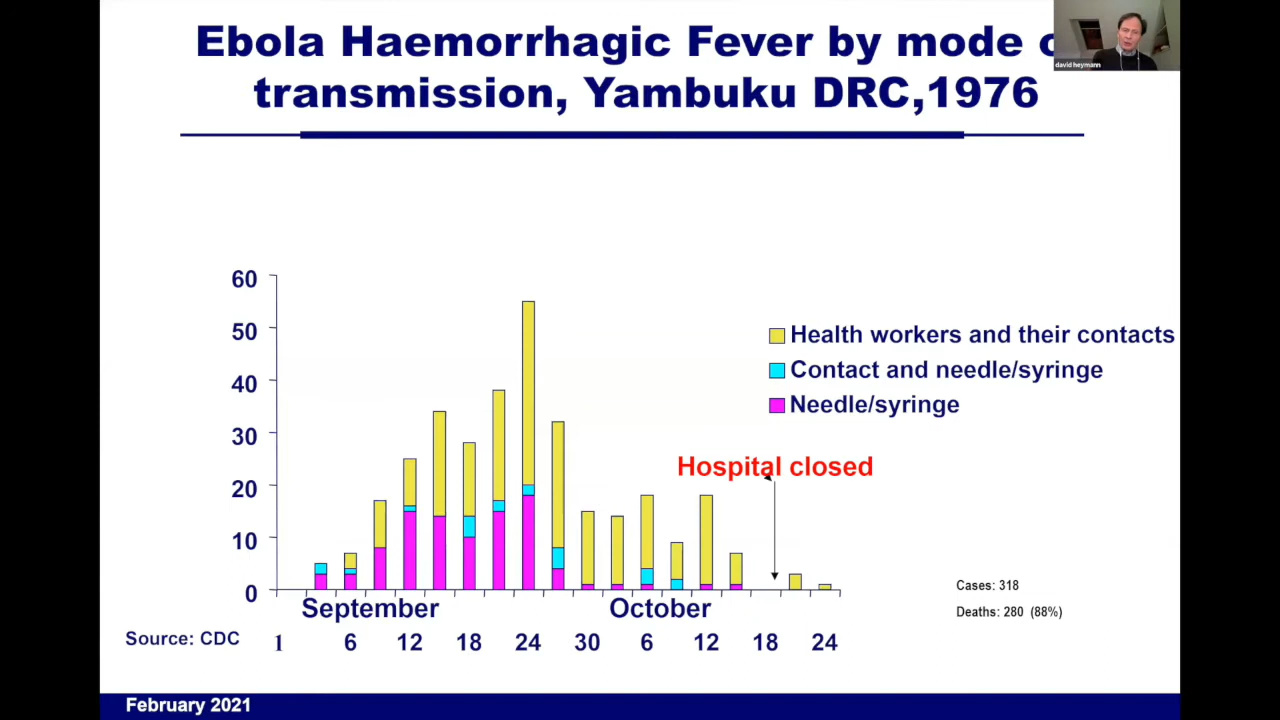 Ebola Haemorrhagic Fever by mode
transmission, Yambuku DRC,1976
david heymann
60
50
40
30
20
10
0
Health workers and their contacts
Contact and needle/syringe
Needle/syringe
Hospital closed
Cases: 318
Deaths: 280 (88%)
September October
Source: CDC 1 6 12 18 24 30 6 12 18 24
February 2021